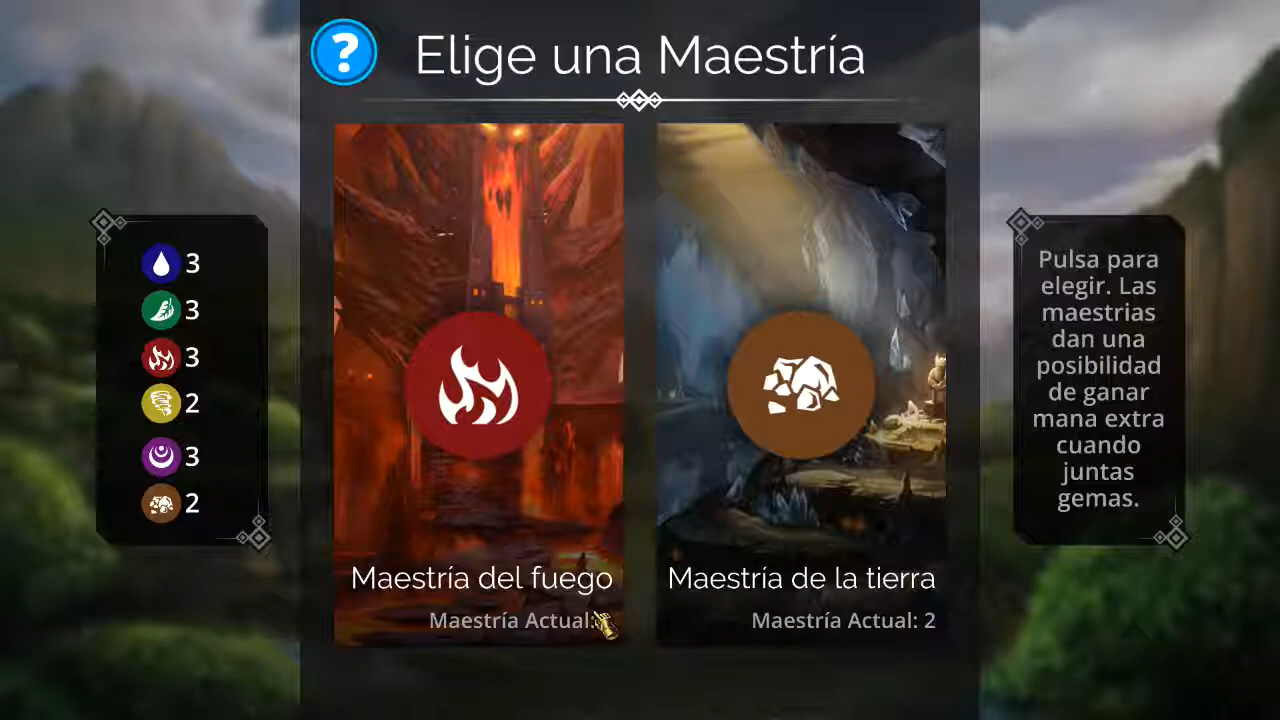 ?
Elige una Maestría
3
3
3
2
3
2
Maestría del fuego
Maestría Actual:
Maestría de la tierra
Maestría Actual: 2
Pulsa para
elegir. Las
maestrias
dan una
posibilidad
de ganar
mana extra
cuando
juntas
gemas.